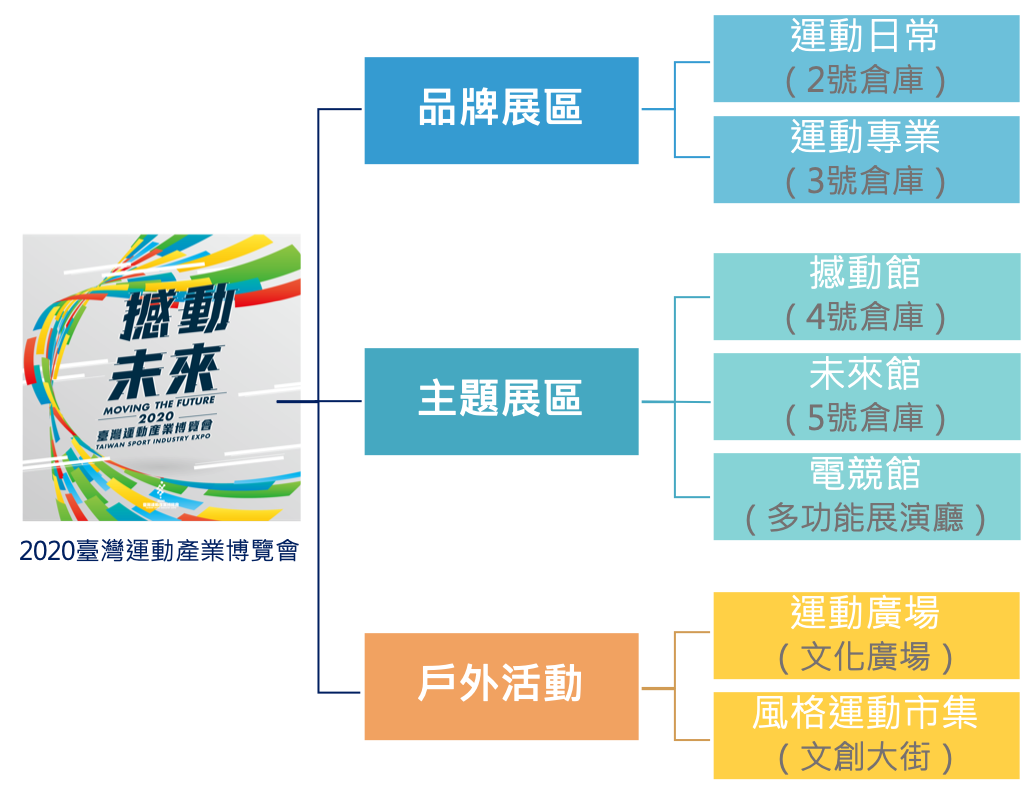 撼動
未來
MOVING THE FUTURE
2020
臺灣運動產業博覽會
TAIWAN SPORT INDUSTRY EXPO
2020臺灣運動產業博覽會
品牌展區
運動日常
（2號倉庫）
運動專業
（3號倉庫）
主題展區
撼動館
（4號倉庫）
未來館
（5號倉庫）
電競館
（多功能展演廳）
戶外活動
運動廣場
（文化廣場）
風格運動市集
（文創大街）